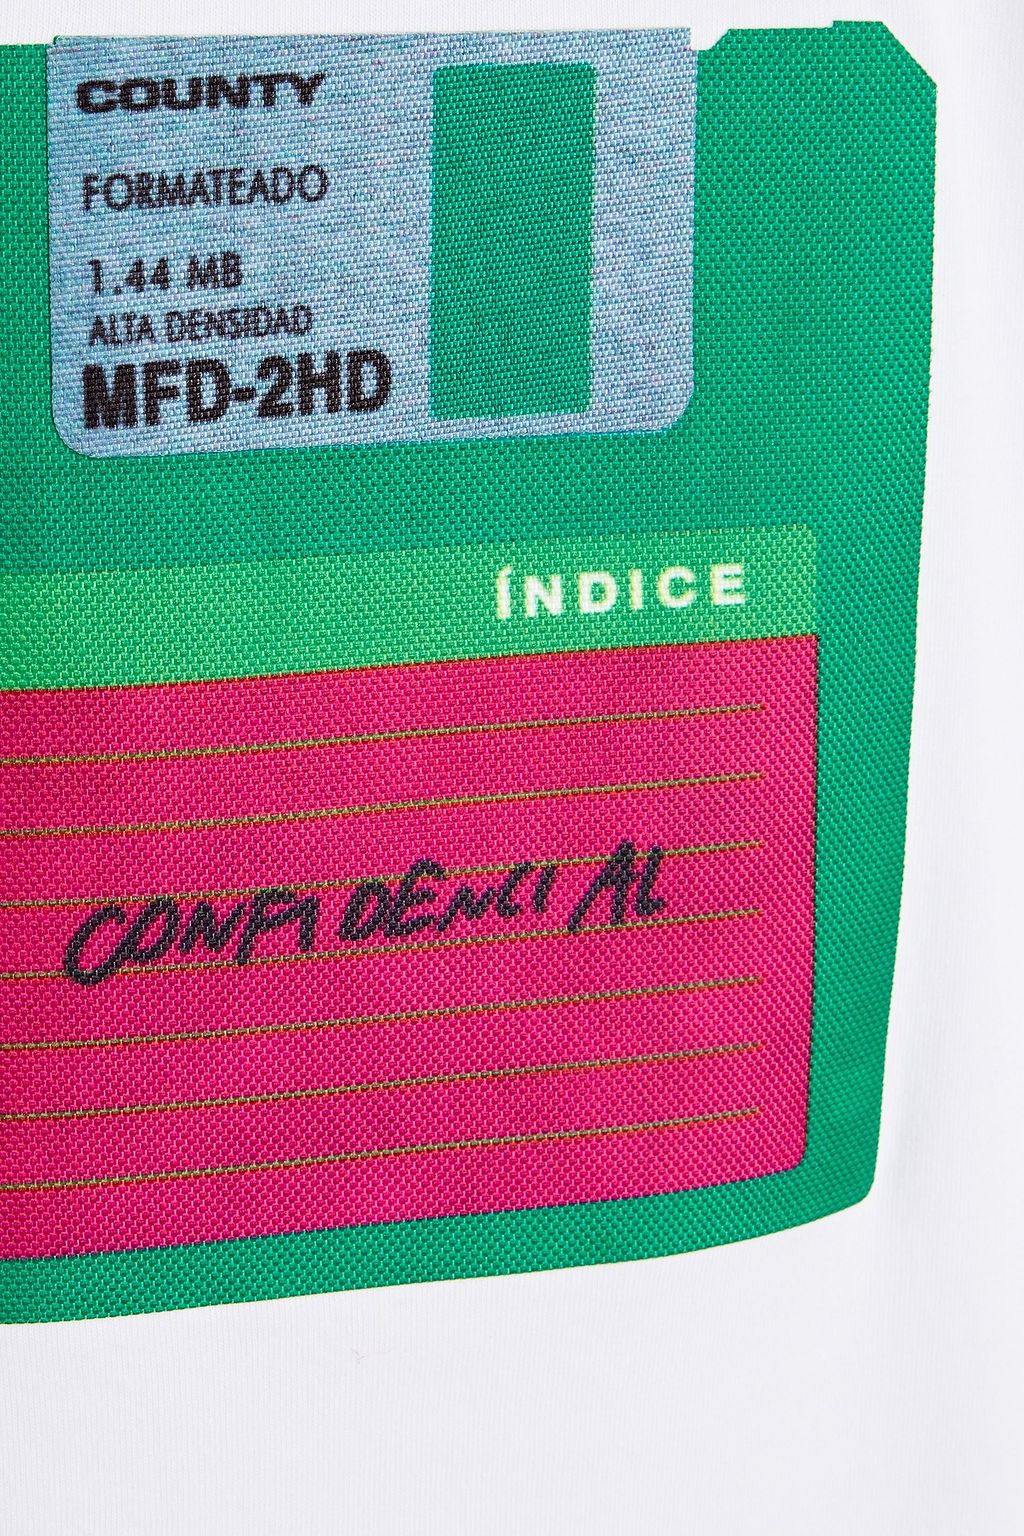 COUNTY
FORMATEADO
1.44 MB
ALTA DENSIDAD
MFD-2HD
ÍNDICE
CONFIDENCIAL